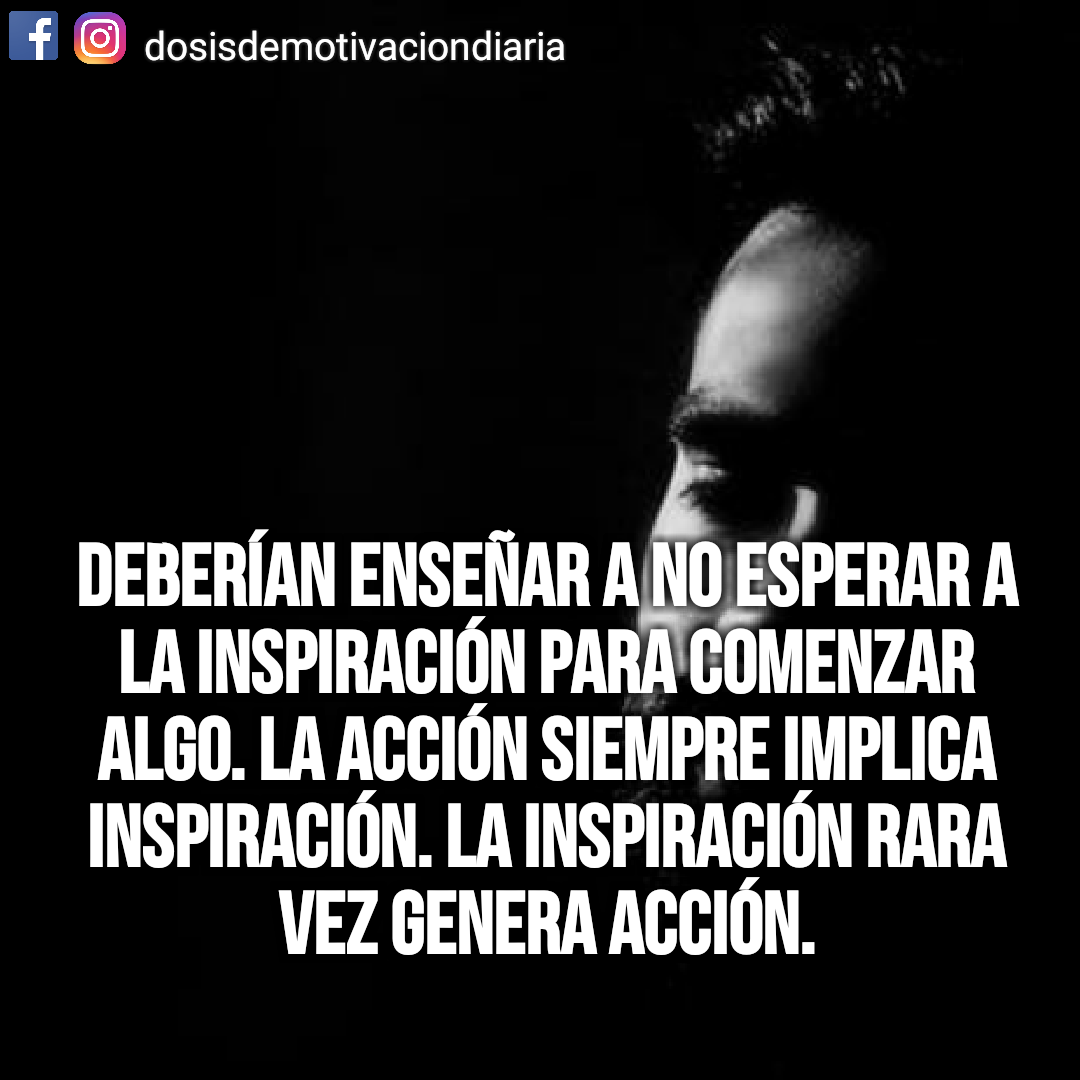 dosisdemotivaciondiaria
DEBERÍAN ENSEÑAR A NO ESPERAR A
LA INSPIRACIÓN PARA COMENZAR
ALGO. LA ACCIÓN SIEMPRE IMPLICA
INSPIRACIÓN. LA INSPIRACIÓN RARA
VEZ GENERA ACCIÓN.